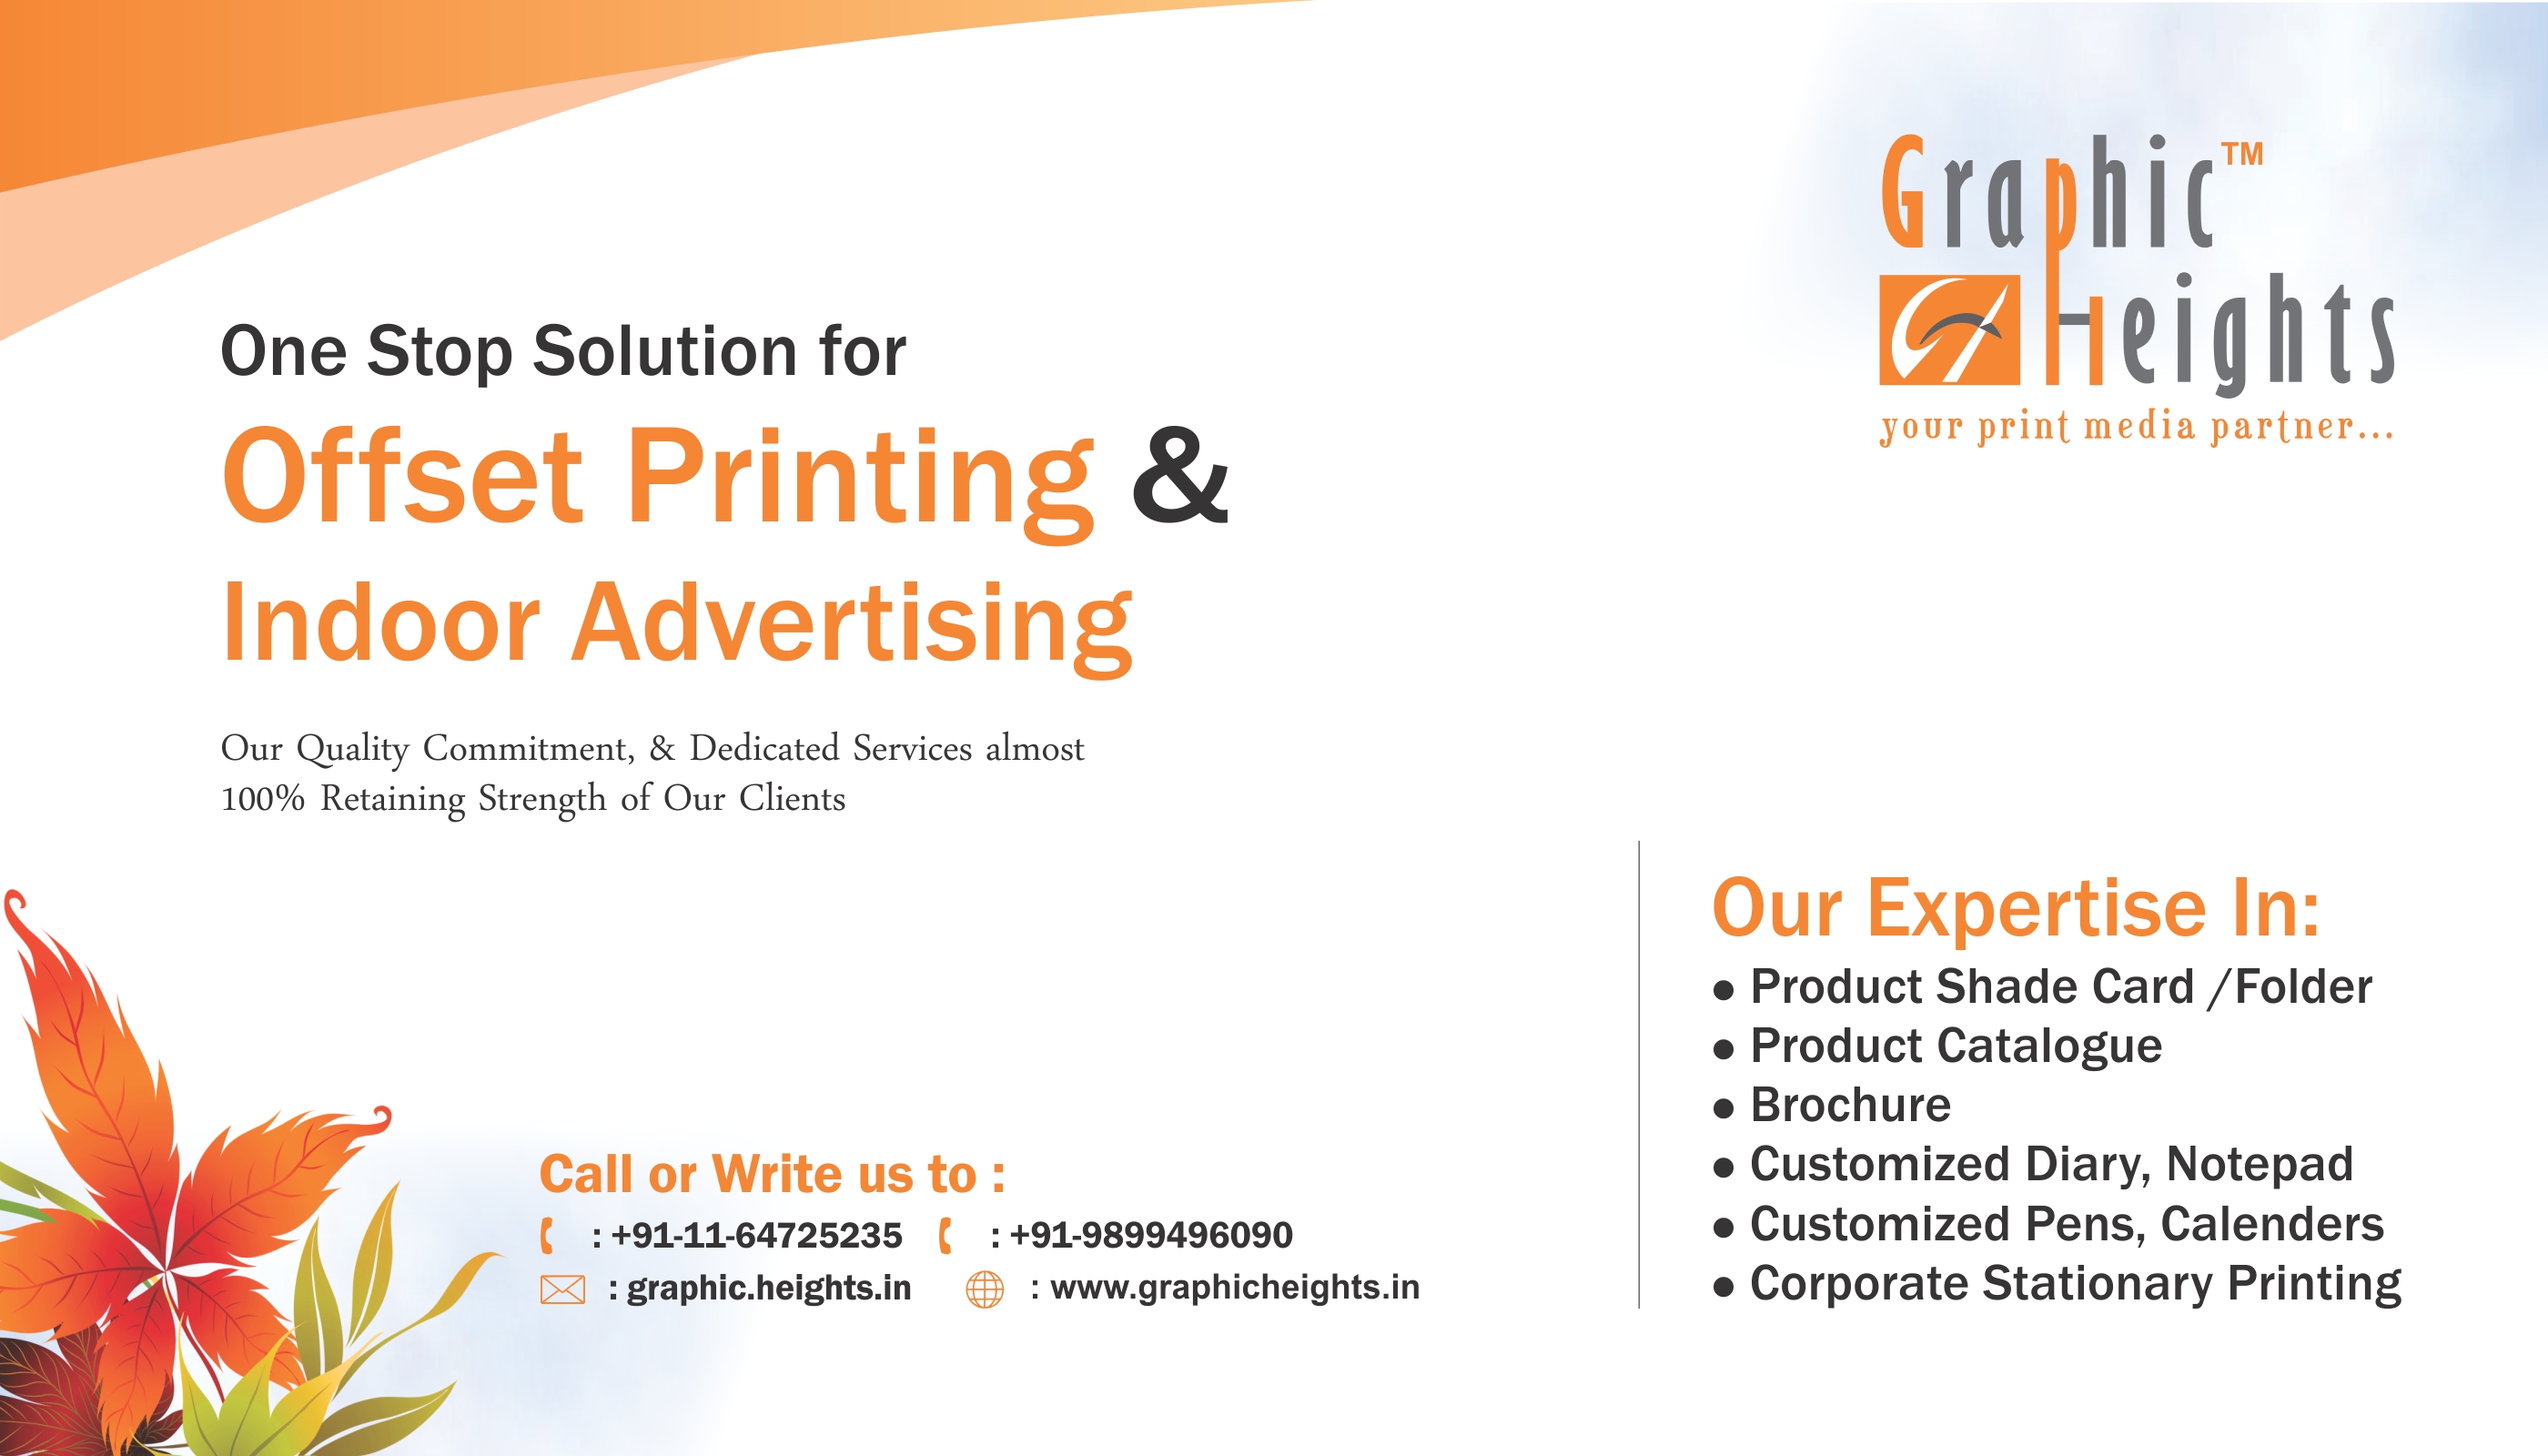 Graphic™
Heights
your print media partner...
One Stop Solution for
Offset Printing &
Indoor Advertising
Our Quality Commitment, & Dedicated Services almost
100% Retaining Strength of Our Clients
Call or Write us to :
: +91-11-64725235 : +91-9899496090
: graphic.heights.in : www.graphicheights.in
Our Expertise In:
• Product Shade Card /Folder
• Product Catalogue
• Brochure
• Customized Diary, Notepad
• Customized Pens, Calenders
• Corporate Stationary Printing